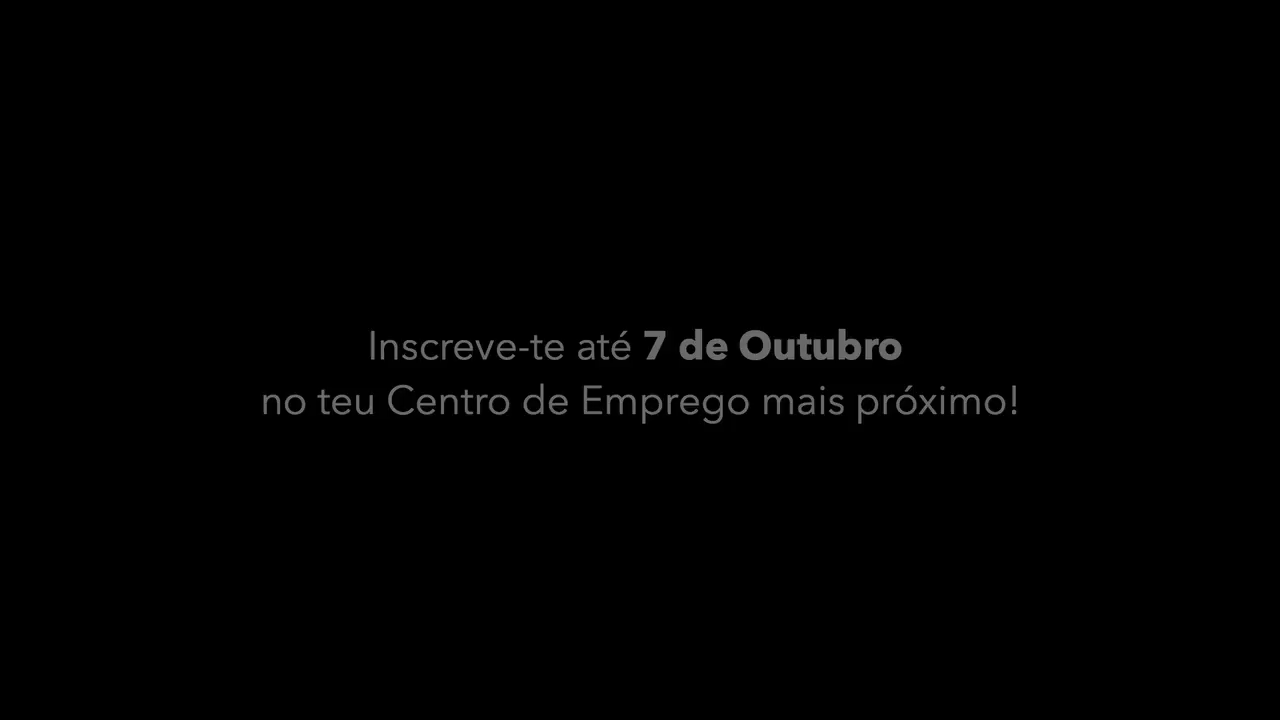 Inscreve-te até 7 de Outubro
no teu Centro de Emprego mais próximo!